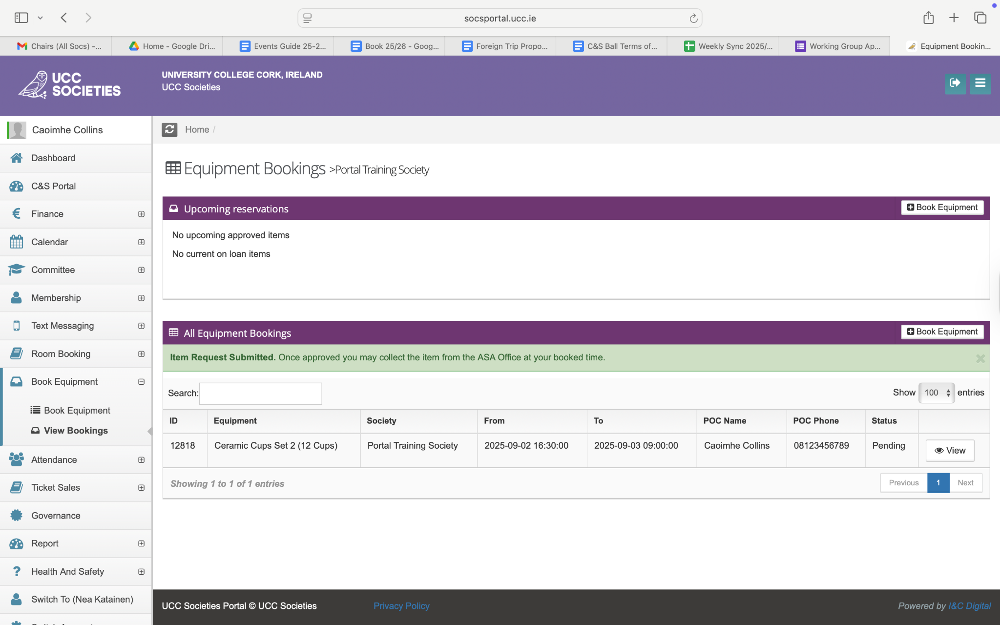 socsportal.ucc.ie
Chairs (All Socs) -...
Home - Google Dri...
Events Guide 25-2...
Book 25/26 - Goog...
Foreign Trip Propo...
C&S Ball Terms of...
Weekly Sync 2025/...
Working Group Ap...
Equipment Bookin...
UCC SOCIETIES
UNIVERSITY COLLEGE CORK, IRELAND
UCC Societies
Caoimhe Collins
Home /
Dashboard
C&S Portal
Finance
Calendar
Committee
Membership
Text Messaging
Room Booking
Book Equipment
Book Equipment
View Bookings
Attendance
Ticket Sales
Governance
Report
Health And Safety
Switch To (Nea Katainen)
Equipment Bookings >Portal Training Society
Upcoming reservations
Book Equipment
No upcoming approved items
No current on loan items
All Equipment Bookings
Book Equipment
Item Request Submitted. Once approved you may collect the item from the ASA Office at your booked time.
Search:
Show 100 entries
ID Equipment Society From To POC Name POC Phone Status
12818 Ceramic Cups Set 2 (12 Cups) Portal Training Society 2025-09-02 16:30:00 2025-09-03 09:00:00 Caoimhe Collins 08123456789 Pending View
Showing 1 to 1 of 1 entries
Previous 1 Next
UCC Societies Portal © UCC Societies
Privacy Policy
Powered by I&C Digital